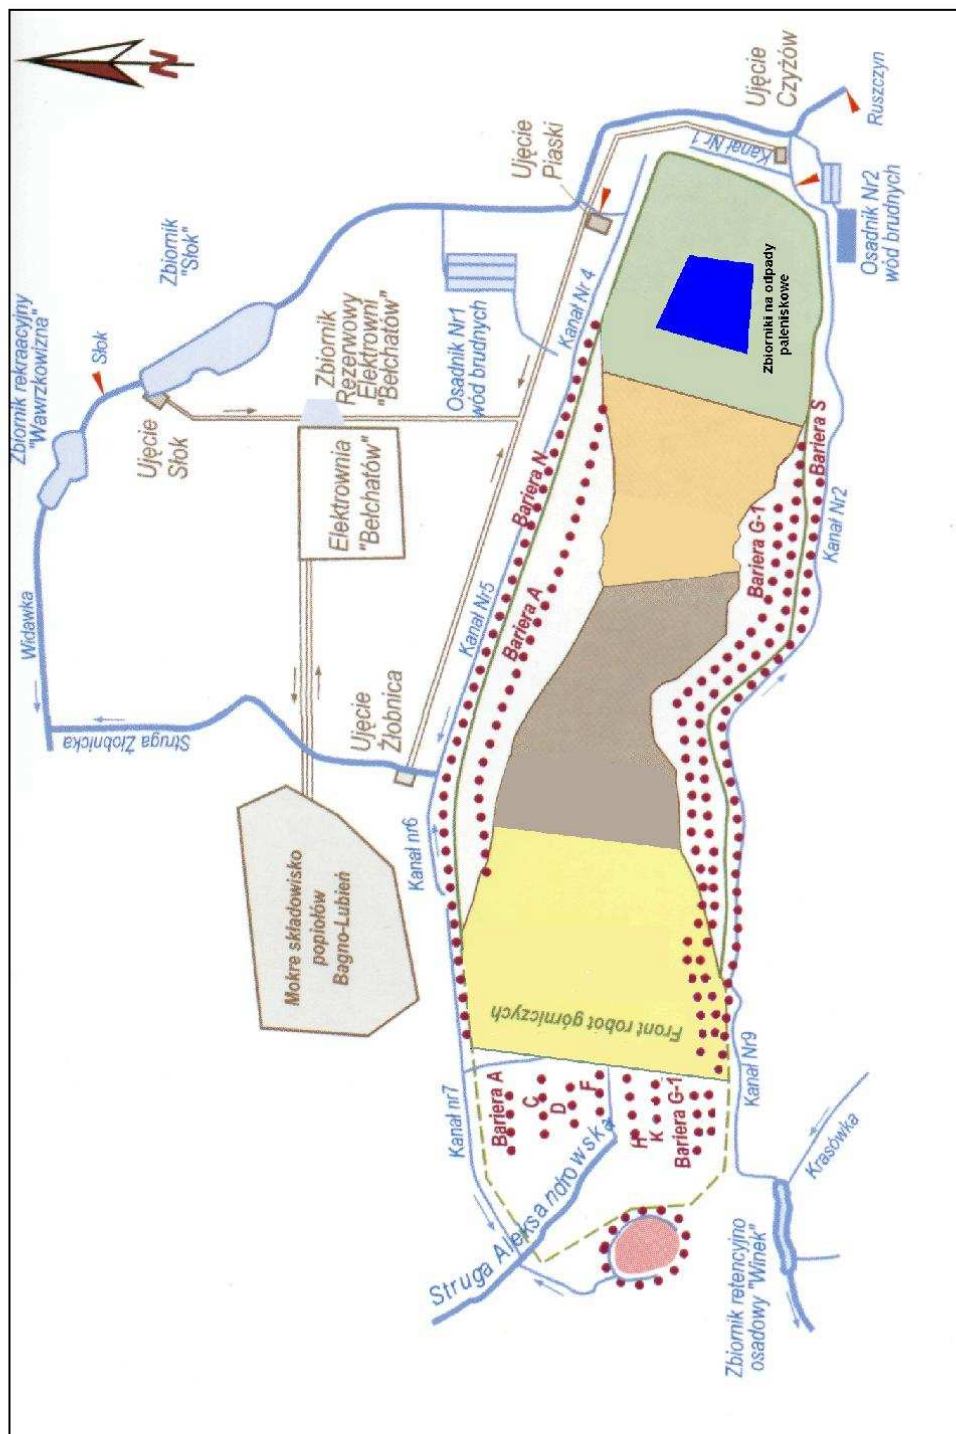 N
Ujęcie
Czyżów
Ruszczyn
Ujęcie
Piaski
Kanał Nr 1
Osadnik Nr2
wód brudnych
Zbiornik
"Słok"
Zbiornik rekraacyjny
"Wawrzkowizna"
Słok
Ujęcie
Słok
Zbiornik
Rezerwowy
Elektrowni
"Bełchatów"
Osadnik Nr1
wód brudnych
Kanał Nr 4
Zbiorniki na odpady
paleniskowe
Elektrownia
"Bełchatów"
Bariera N
Bariera A
Kanał Nr5
Bariera G-1
Bariera S
Kanał Nr2
Widawka
Struga Żłobnicka
Ujęcie
Żłobnica
Kanał nr6
Mokre składowisko
popiołów
Bagno-Lubień
Front robót górniczych
Kanał nr7
Bariera A
C
D
F
H
K
Bariera G-1
Kanał Nr9
Struga Aleksandrowska
Krasówka
Zbiornik retencyjno
osadowy "Winek"